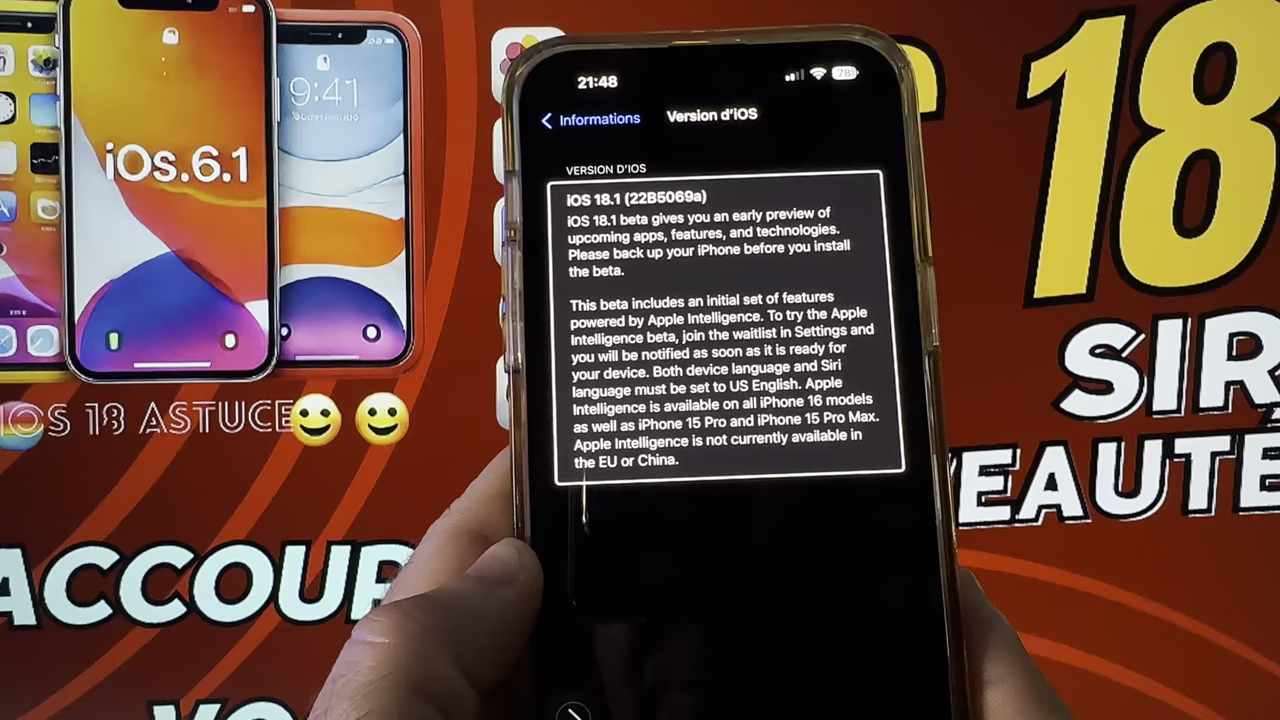 9:41
iOs.6.1
IOS 18 ASTUCE
ACCOUR
21:48
78
Informations
Version d'iOS
VERSION D'IOS
iOS 18.1 (22B5069a)
iOS 18.1 beta gives you an early preview of
upcoming apps, features, and technologies.
Please back up your iPhone before you install
the beta.
This beta includes an initial set of features
powered by Apple Intelligence. To try the Apple
Intelligence beta, join the waitlist in Settings and
you will be notified as soon as it is ready for
your device. Both device language and Siri
language must be set to US English. Apple
Intelligence is available on all iPhone 16 models
as well as iPhone 15 Pro and iPhone 15 Pro Max.
Apple Intelligence is not currently available in
the EU or China.
18
SIR
EAUTÉ